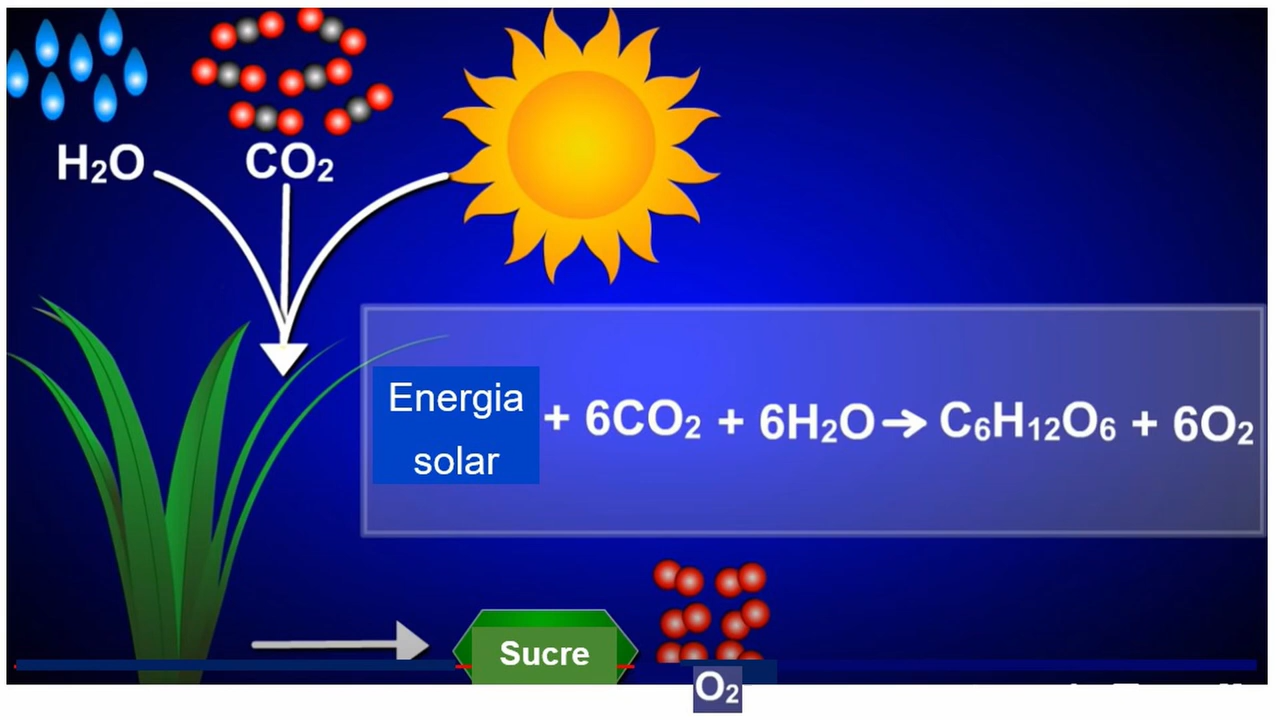 H₂O
CO₂
Energia
solar
+ 6CO₂ + 6H₂O → C₆H₁₂O₆ + 6O₂
Sucre
O₂